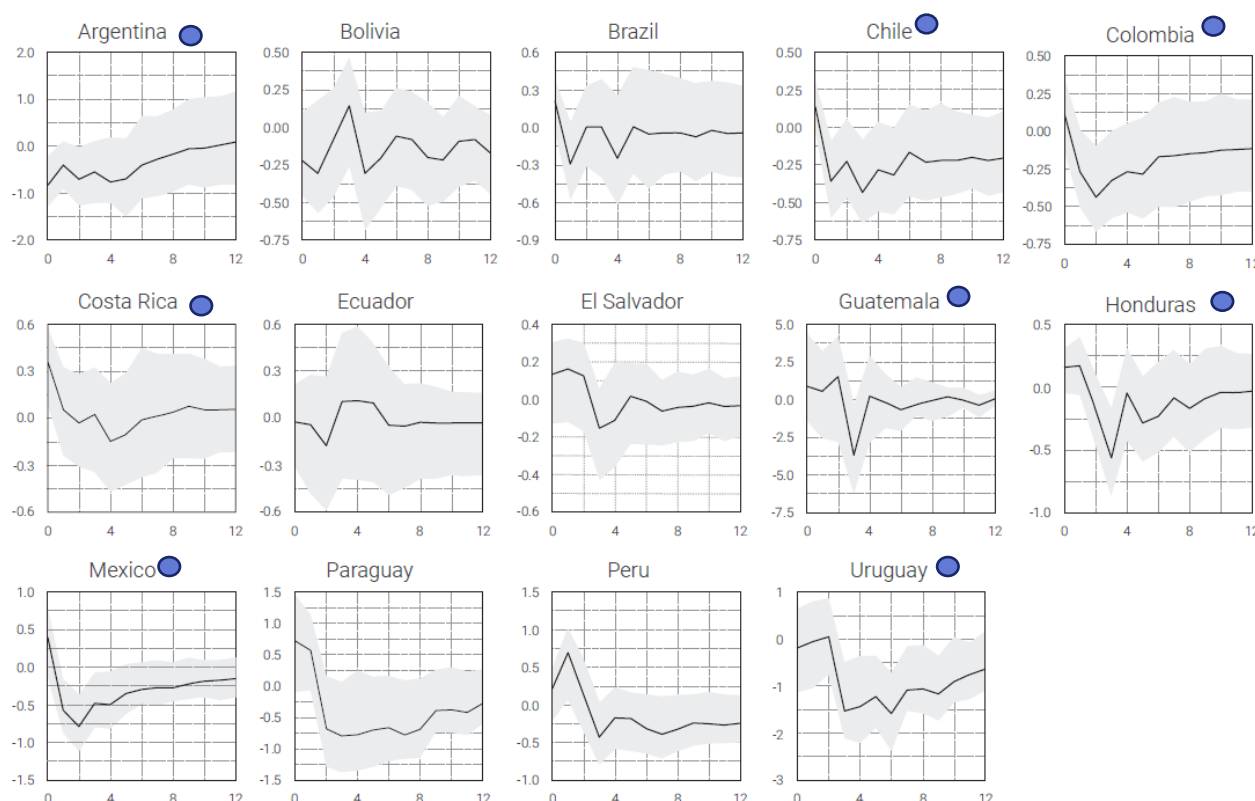 Argentina Bolivia Brazil Chile Colombia
2.0 0.50 0.6 0.50 0.50
1.0 0.25 0.3 0.25 0.25
0.0 0.00 0.00 0.00 0.00
-1.0 -0.25 -0.3 -0.25 -0.25
-2.0 -0.50 -0.6 -0.50 -0.50
-0.75 -0.9 -0.75 -0.75
0 4 8 12 0 4 8 12 0 4 8 12 0 4 8 12 0 4 8 12
Costa Rica Ecuador El Salvador Guatemala Honduras
0.6 0.6 0.4 5.0 0.5
0.3 0.3 0.2 2.5 0.0
0.0 0.0 0.0 0.0 -0.5
-0.3 -0.3 -0.2 -2.5 -1.0
-0.6 -0.6 -0.4 -5.0
-0.6 -7.5
0 4 8 12 0 4 8 12 0 4 8 12 0 4 8 12 0 4 8 12
Mexico Paraguay Peru Uruguay
1.0 1.5 1.5 1
0.5 1.0 1.0 0
0.0 0.5 0.5 -1
-0.5 0.0 0.0 -2
-1.0 -0.5 -0.5 -3
-1.5 -1.0 -1.0
-1.5
0 4 8 12 0 4 8 12 0 4 8 12 0 4 8 12